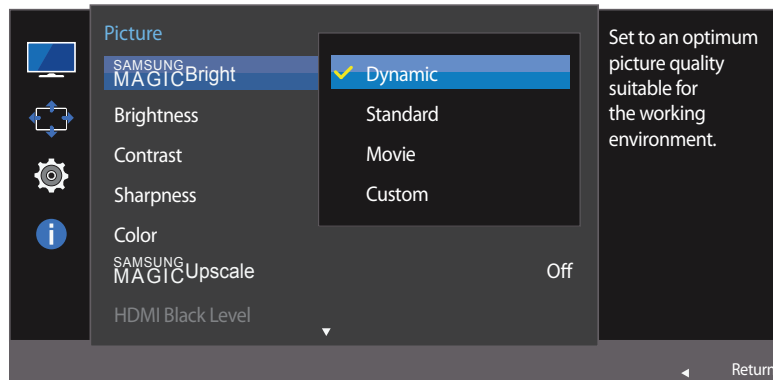 Picture
SAMSUNG
MAGIC Bright
Brightness
Contrast
Sharpness
Color
SAMSUNG
MAGIC Upscale Off
HDMI Black Level
Dynamic
Standard
Movie
Custom
Set to an optimum
picture quality
suitable for
the working
environment.
i
Return